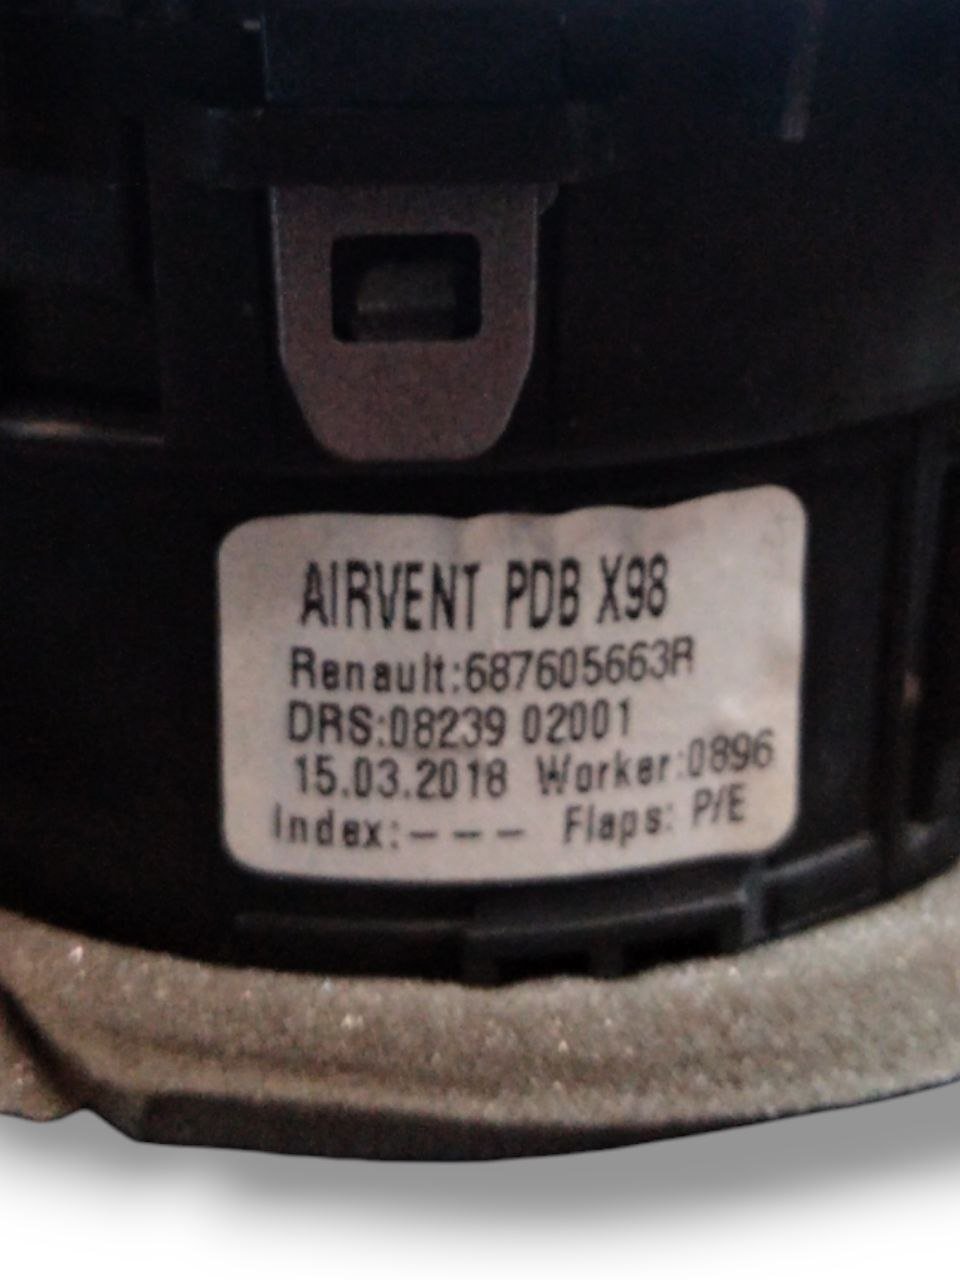 AIRVENT PDB X98
Renault:687605663R
DRS:08239 02001
15.03.2018 Worker:0896
Index:--- Flaps: P/E